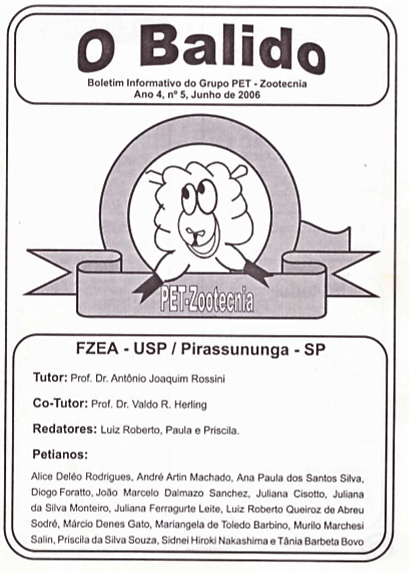 O Balido
Boletim Informativo do Grupo PET - Zootecnia
Ano 4, nº 5, Junho de 2006
PET-Zootecnia
FZEA - USP / Pirassununga - SP
Tutor: Prof. Dr. Antônio Joaquim Rossini
Co-Tutor: Prof. Dr. Valdo R. Herling
Redatores: Luiz Roberto, Paula e Priscila.
Petianos:
Alice Deléo Rodrigues, André Artin Machado, Ana Paula dos Santos Silva,
Diogo Foratto, João Marcelo Dalmazo Sanchez, Juliana Cisotto, Juliana
da Silva Monteiro, Juliana Ferragurte Leite, Luiz Roberto Queiroz de Abreu
Sodré, Márcio Denes Gato, Mariangela de Toledo Barbino, Murilo Marchesi
Salin, Priscila da Silva Souza, Sidnei Hiroki Nakashima e Tânia Barbeta Bovo